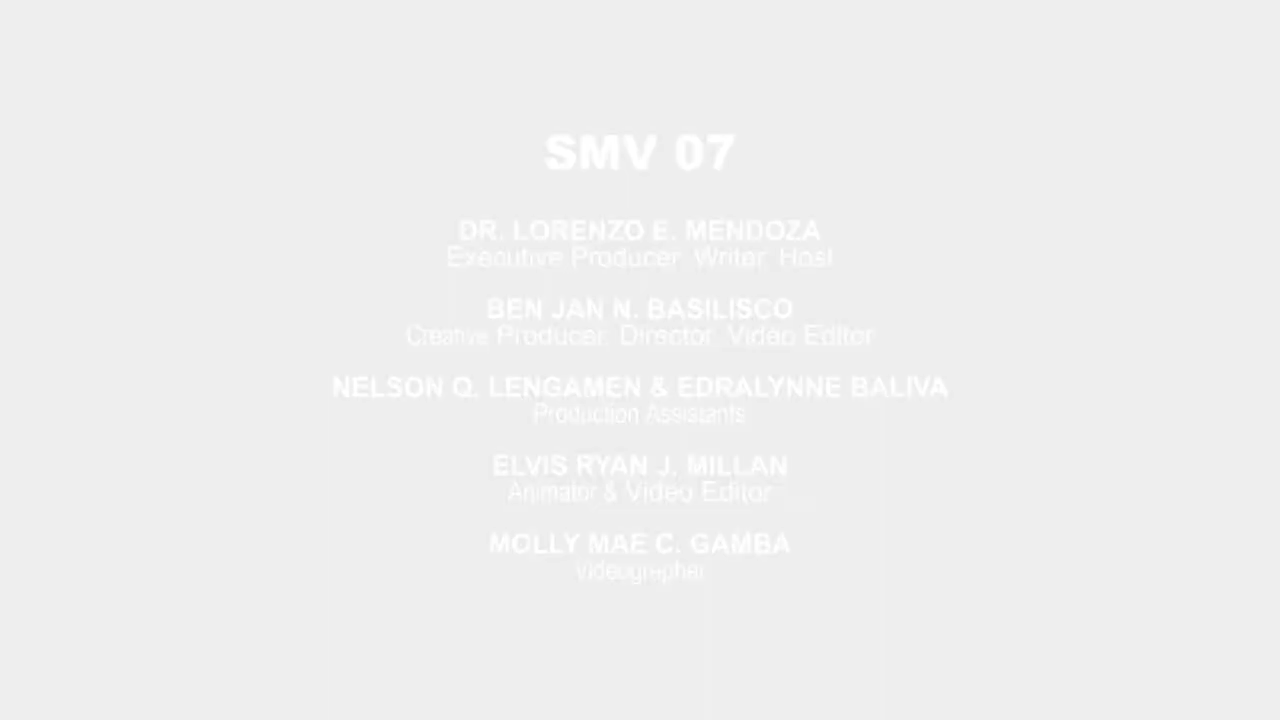 SMV 07
DR. LORENZO E. MENDOZA
Executive Producer, Writer, Host
BEN JAN N. BASILISCO
Creative Producer, Director, Video Editor
NELSON Q. LENGAMEN & EDRALYNNE BALIVA
Production Assistants
ELVIS RYAN J. MILLAN
Animator & Video Editor
MOLLY MAE C. GAMBA
Videographer